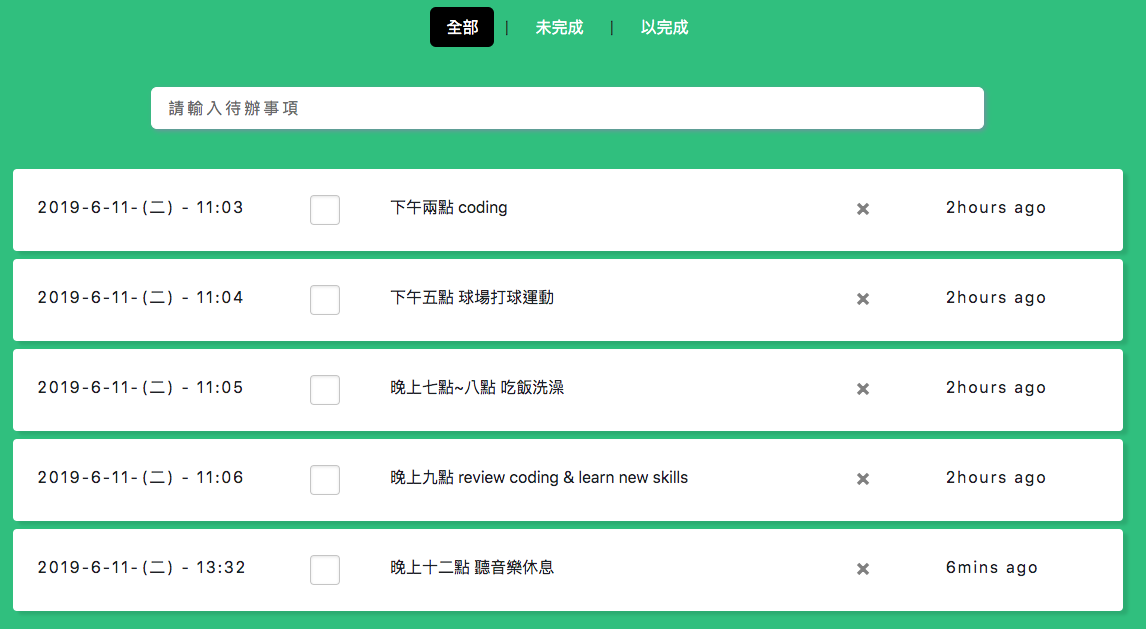 全部 | 未完成 | 以完成
請輸入待辦事項
2019-6-11-(二) - 11:03 下午兩點 coding × 2hours ago
2019-6-11-(二) - 11:04 下午五點 球場打球運動 × 2hours ago
2019-6-11-(二) - 11:05 晚上七點~八點 吃飯洗澡 × 2hours ago
2019-6-11-(二) - 11:06 晚上九點 review coding & learn new skills × 2hours ago
2019-6-11-(二) - 13:32 晚上十二點 聽音樂休息 × 6mins ago